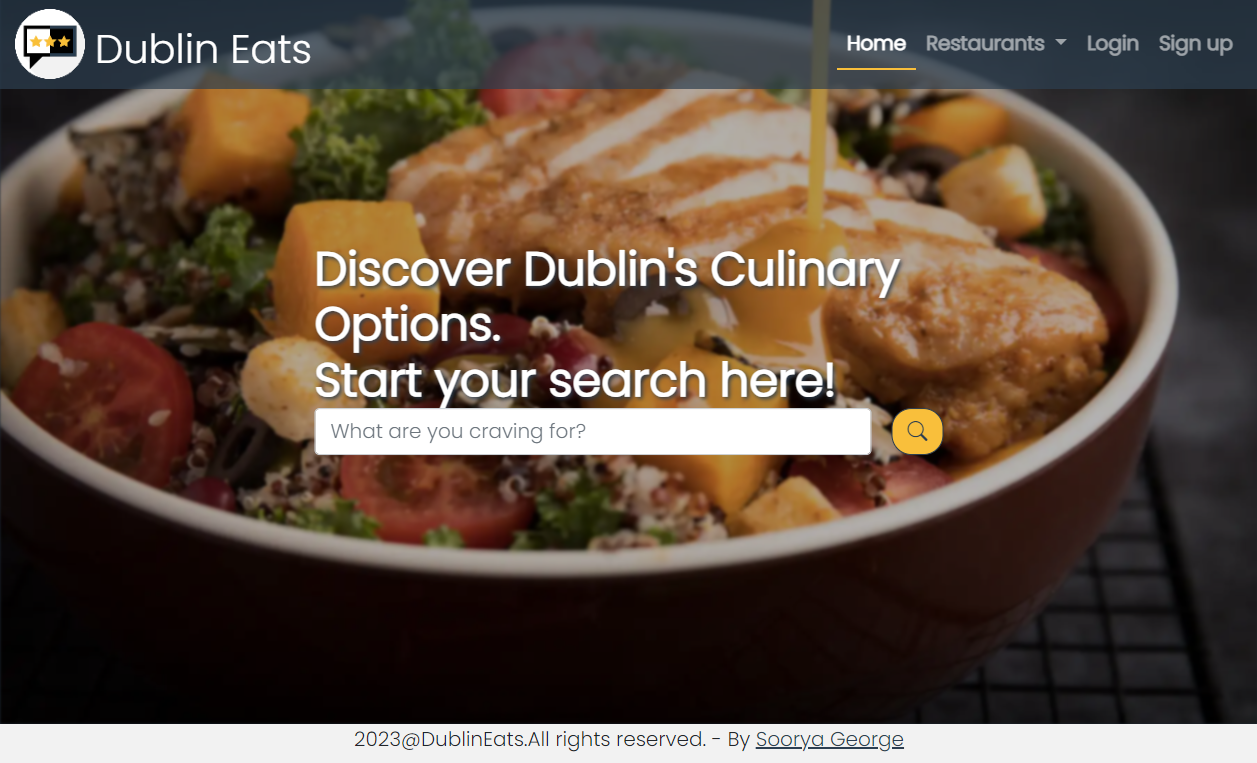 Dublin Eats
Home Restaurants Login Sign up
Discover Dublin's Culinary
Options.
Start your search here!
What are you craving for?
2023@DublinEats.All rights reserved. - By Soorya George